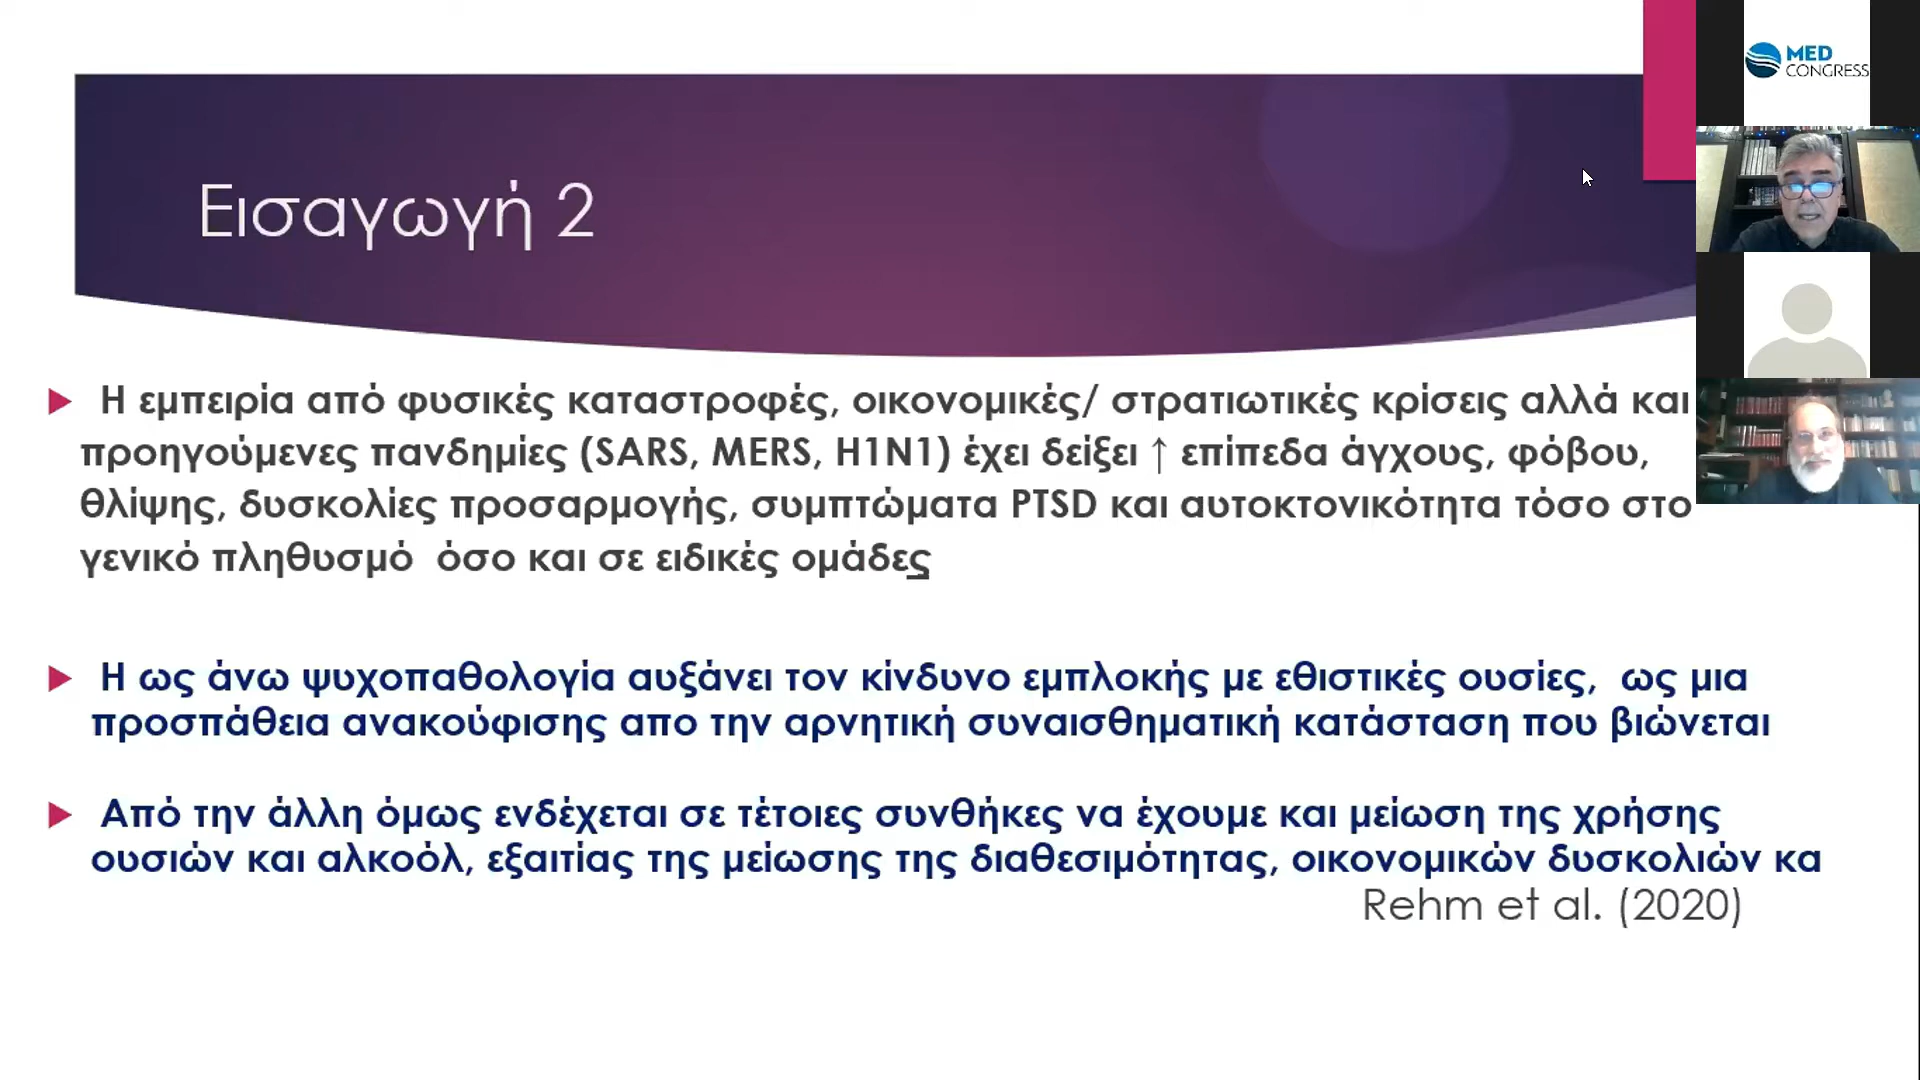 Εισαγωγή 2
Η εμπειρία από φυσικές καταστροφές, οικονομικές/ στρατιωτικές κρίσεις αλλά και
προηγούμενες πανδημίες (SARS, MERS, H1N1) έχει δείξει ↑ επίπεδα άγχους, φόβου,
θλίψης, δυσκολίες προσαρμογής, συμπτώματα PTSD και αυτοκτονικότητα τόσο στο
γενικό πληθυσμό όσο και σε ειδικές ομάδες
Η ως άνω ψυχοπαθολογία αυξάνει τον κίνδυνο εμπλοκής με εθιστικές ουσίες, ως μια
προσπάθεια ανακούφισης απο την αρνητική συναισθηματική κατάσταση που βιώνεται
Από την άλλη όμως ενδέχεται σε τέτοιες συνθήκες να έχουμε και μείωση της χρήσης
ουσιών και αλκοόλ, εξαιτίας της μείωσης της διαθεσιμότητας, οικονομικών δυσκολιών κα
Rehm et al. (2020)
MED
CONGRESS